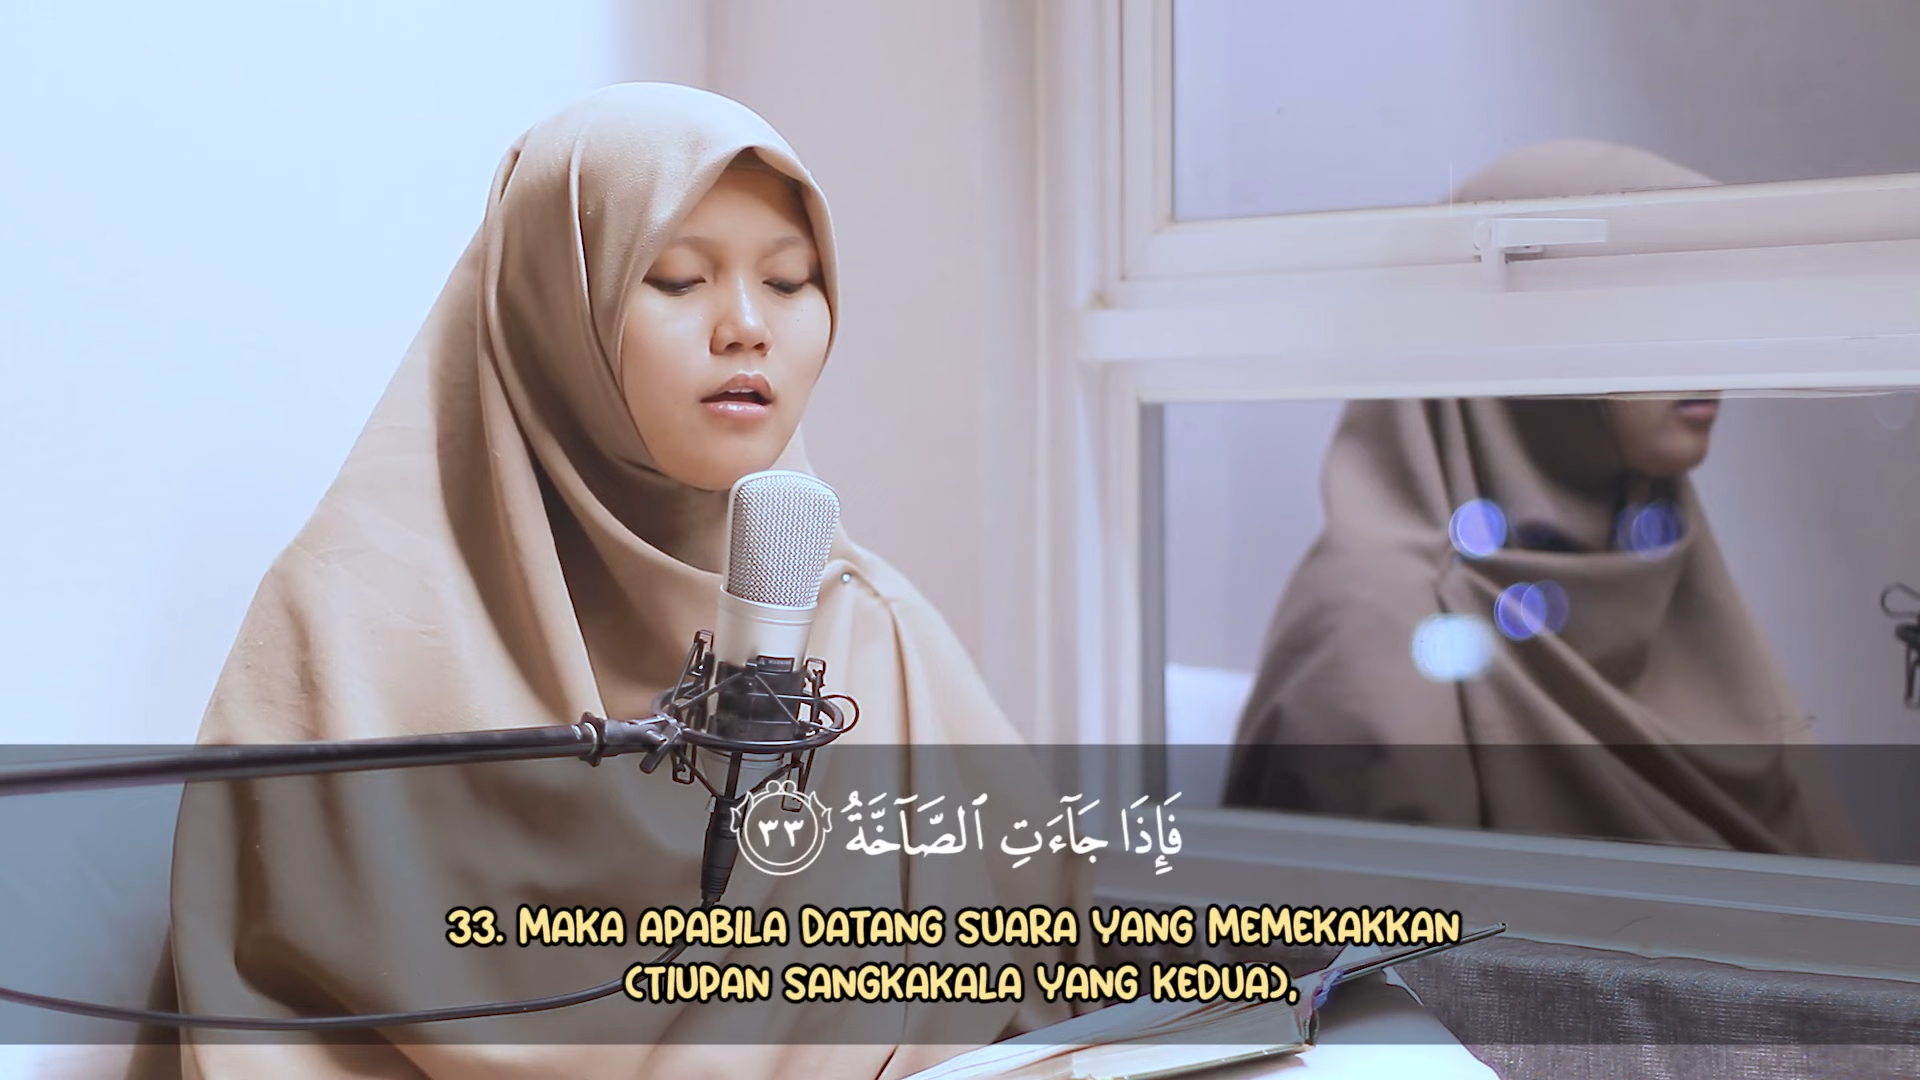 فَإِذَا جَآءَتِ ٱلصَّآخَّةُ ٣٣
33. MAKA APABILA DATANG SUARA YANG MEMEKAKKAN
(TIUPAN SANGKAKALA YANG KEDUA),